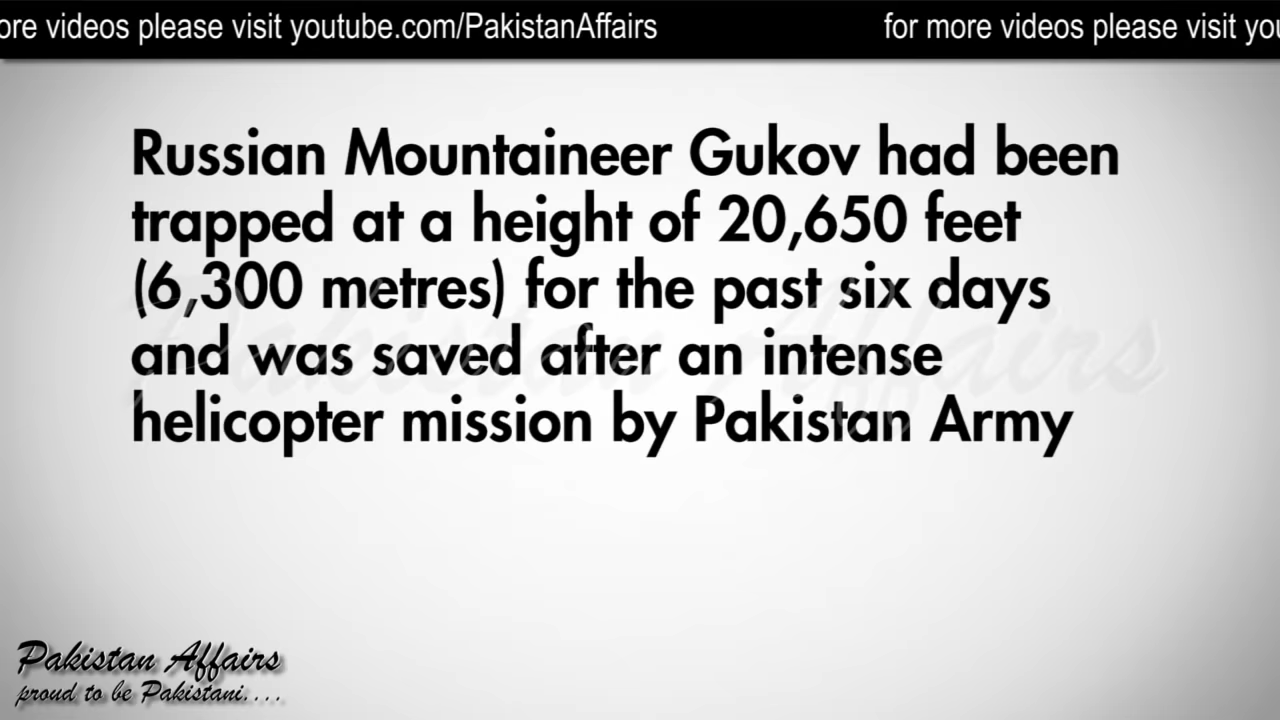 ore videos please visit youtube.com/PakistanAffairs for more videos please visit you
Russian Mountaineer Gukov had been
trapped at a height of 20,650 feet
(6,300 metres) for the past six days
and was saved after an intense
helicopter mission by Pakistan Army
Pakistan Affairs
Pakistan Affairs
proud to be Pakistani....